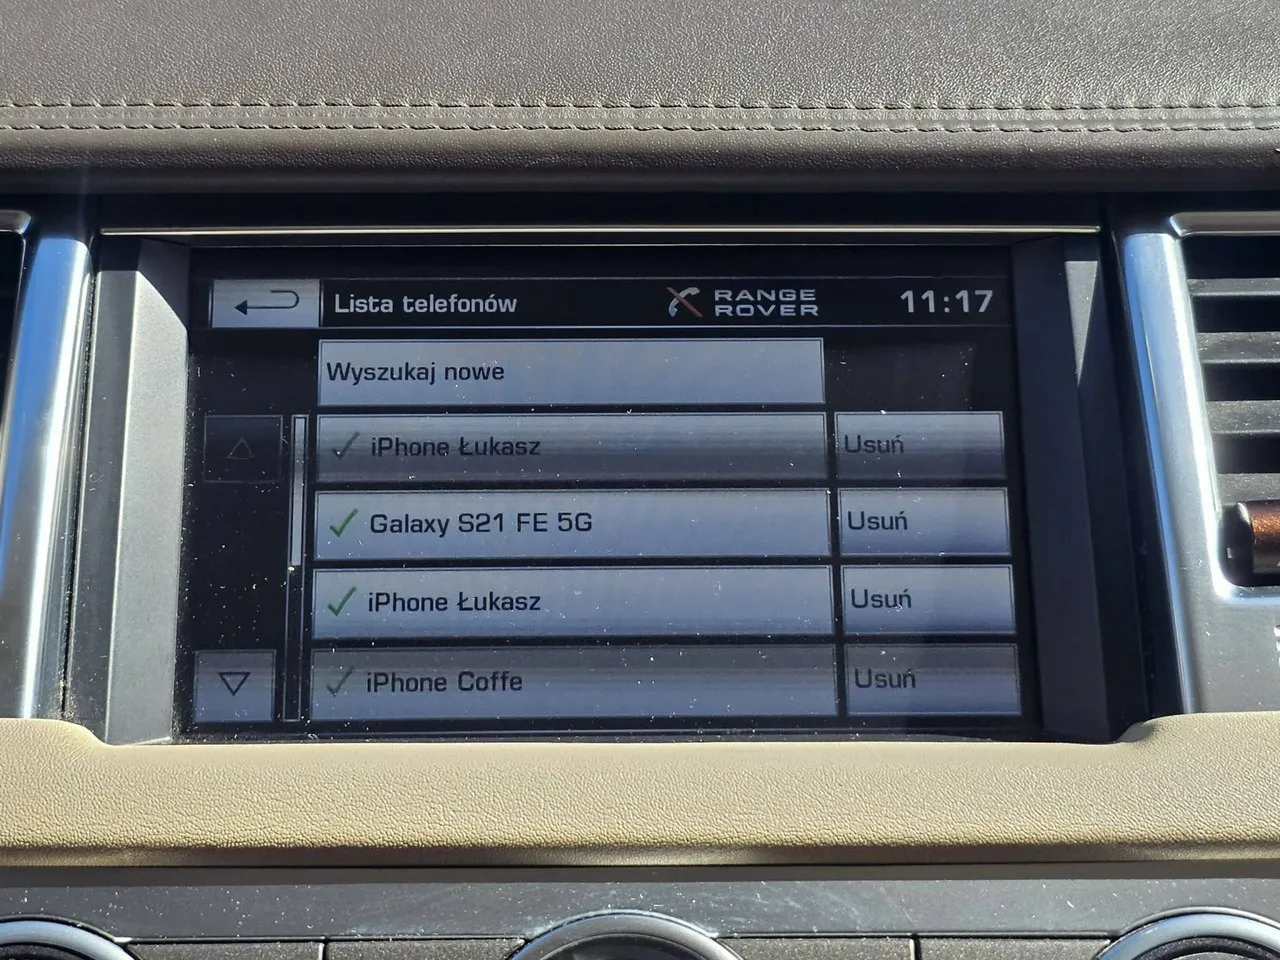 Lista telefonów
RANGE
ROVER
11:17
Wyszukaj nowe
iPhone Łukasz
Usuń
Galaxy S21 FE 5G
Usuń
iPhone Łukasz
Usuń
iPhone Coffe
Usuń